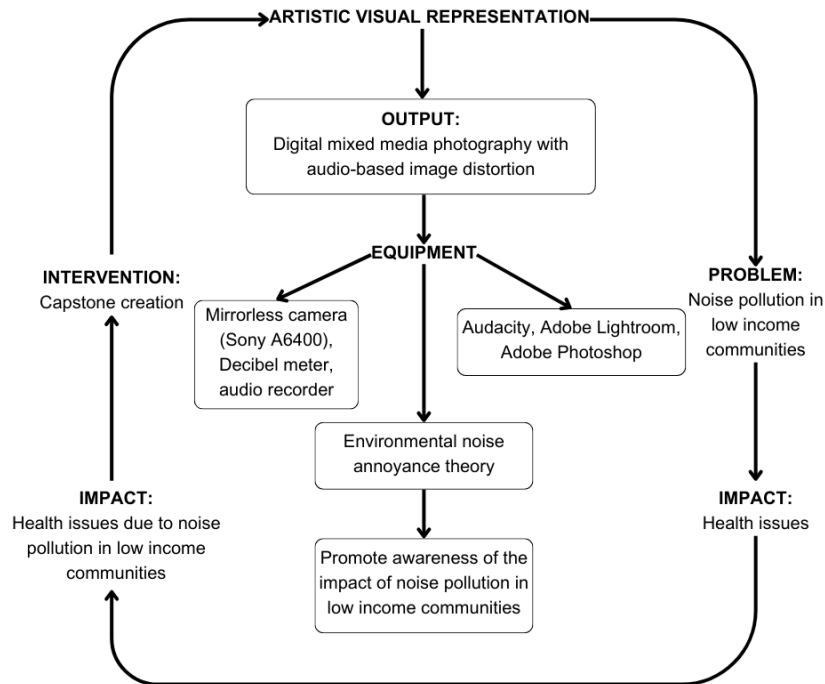 ARTISTIC VISUAL REPRESENTATION
OUTPUT:
Digital mixed media photography with
audio-based image distortion
EQUIPMENT
INTERVENTION:
Capstone creation
Mirrorless camera
(Sony A6400),
Decibel meter,
audio recorder
Audacity, Adobe Lightroom,
Adobe Photoshop
PROBLEM:
Noise pollution in
low income
communities
Environmental noise
annoyance theory
IMPACT:
Health issues due to noise
pollution in low income
communities
Promote awareness of the
impact of noise pollution in
low income communities
IMPACT:
Health issues